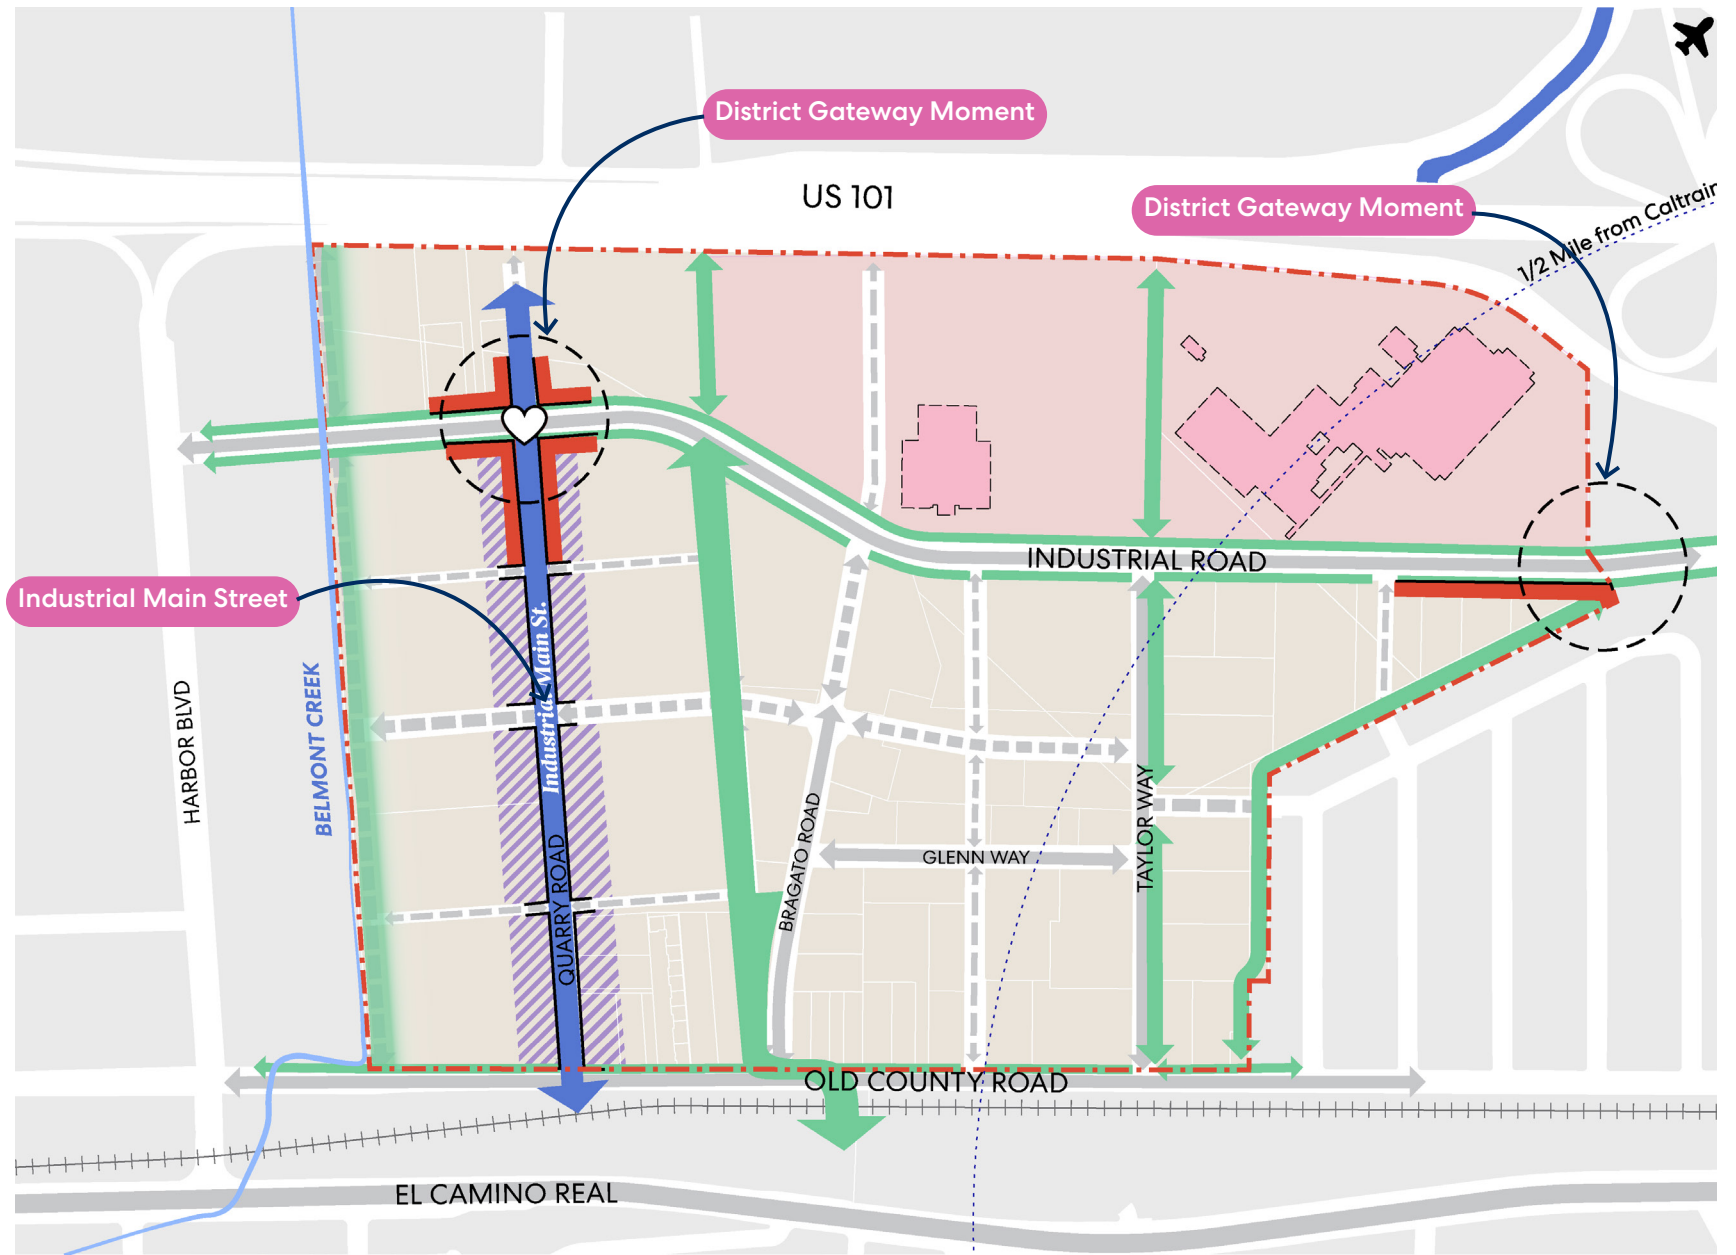 District Gateway Moment
US 101
District Gateway Moment
1/2 Mile from Caltrain
INDUSTRIAL ROAD
Industrial Main Street
Industrial Main St.
BELMONT CREEK
HARBOR BLVD
QUARRY ROAD
BRAGATO ROAD
GLENN WAY
TAYLOR WAY
OLD COUNTY ROAD
EL CAMINO REAL